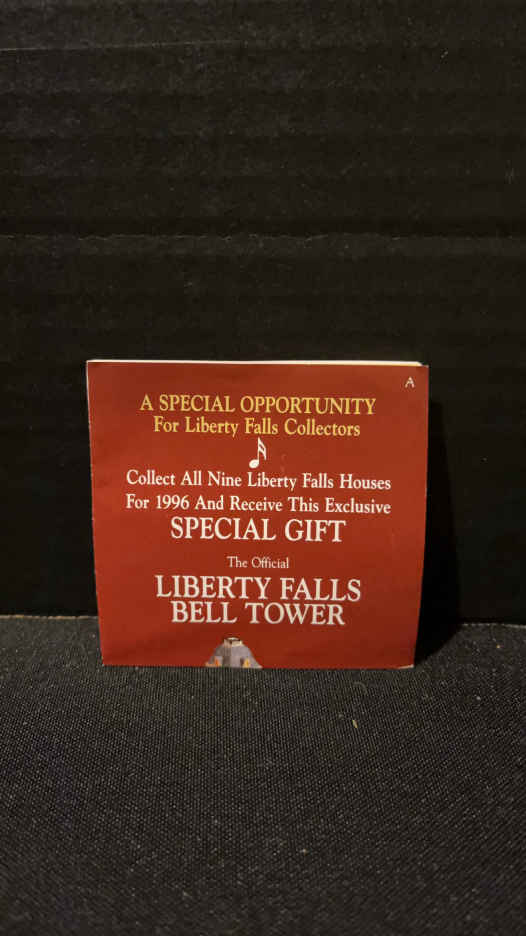 A
A SPECIAL OPPORTUNITY
For Liberty Falls Collectors
Collect All Nine Liberty Falls Houses
For 1996 And Receive This Exclusive
SPECIAL GIFT
The Official
LIBERTY FALLS
BELL TOWER